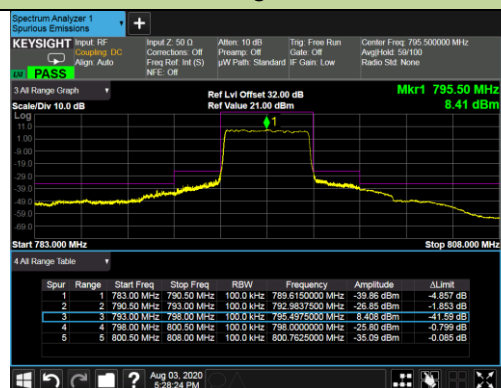 Spectrum Analyzer 1
Spurious Emissions
+
KEYSIGHT Input: RF Input Z: 50 Ω Atten: 10 dB Trig: Free Run Center Freq: 795.500000 MHz
Coupling: DC Corrections: Off Preamp: Off Gate: Off Avg|Hold: 59/100
Align: Auto Freq Ref: Int (S) µW Path: Standard IF Gain: Low Radio Std: None
LW PASS NFE: Off
3 All Range Graph Ref Lvl Offset 32.00 dB Mkr1 795.50 MHz
Scale/Div 10.0 dB Ref Value 21.00 dBm 8.41 dBm
Log
11.0
1.00
-9.00
-19.0
-29.0
-39.0
-49.0
-59.0
-69.0
1
Start 783.000 MHz Stop 808.000 MHz
4 All Range Table
Spur Range Start Freq Stop Freq RBW Frequency Amplitude ΔLimit
1 1 783.00 MHz 790.50 MHz 100.0 kHz 789.6150000 MHz -39.86 dBm -4.857 dB
2 2 790.50 MHz 793.00 MHz 100.0 kHz 792.9837500 MHz -26.85 dBm -1.853 dB
3 3 793.00 MHz 798.00 MHz 100.0 kHz 795.4975000 MHz 8.408 dBm -41.59 dB
4 4 798.00 MHz 800.50 MHz 100.0 kHz 798.0000000 MHz -25.80 dBm -0.799 dB
5 5 800.50 MHz 808.00 MHz 100.0 kHz 800.7625000 MHz -35.09 dBm -0.085 dB
? Aug 03, 2020
5:28:24 PM